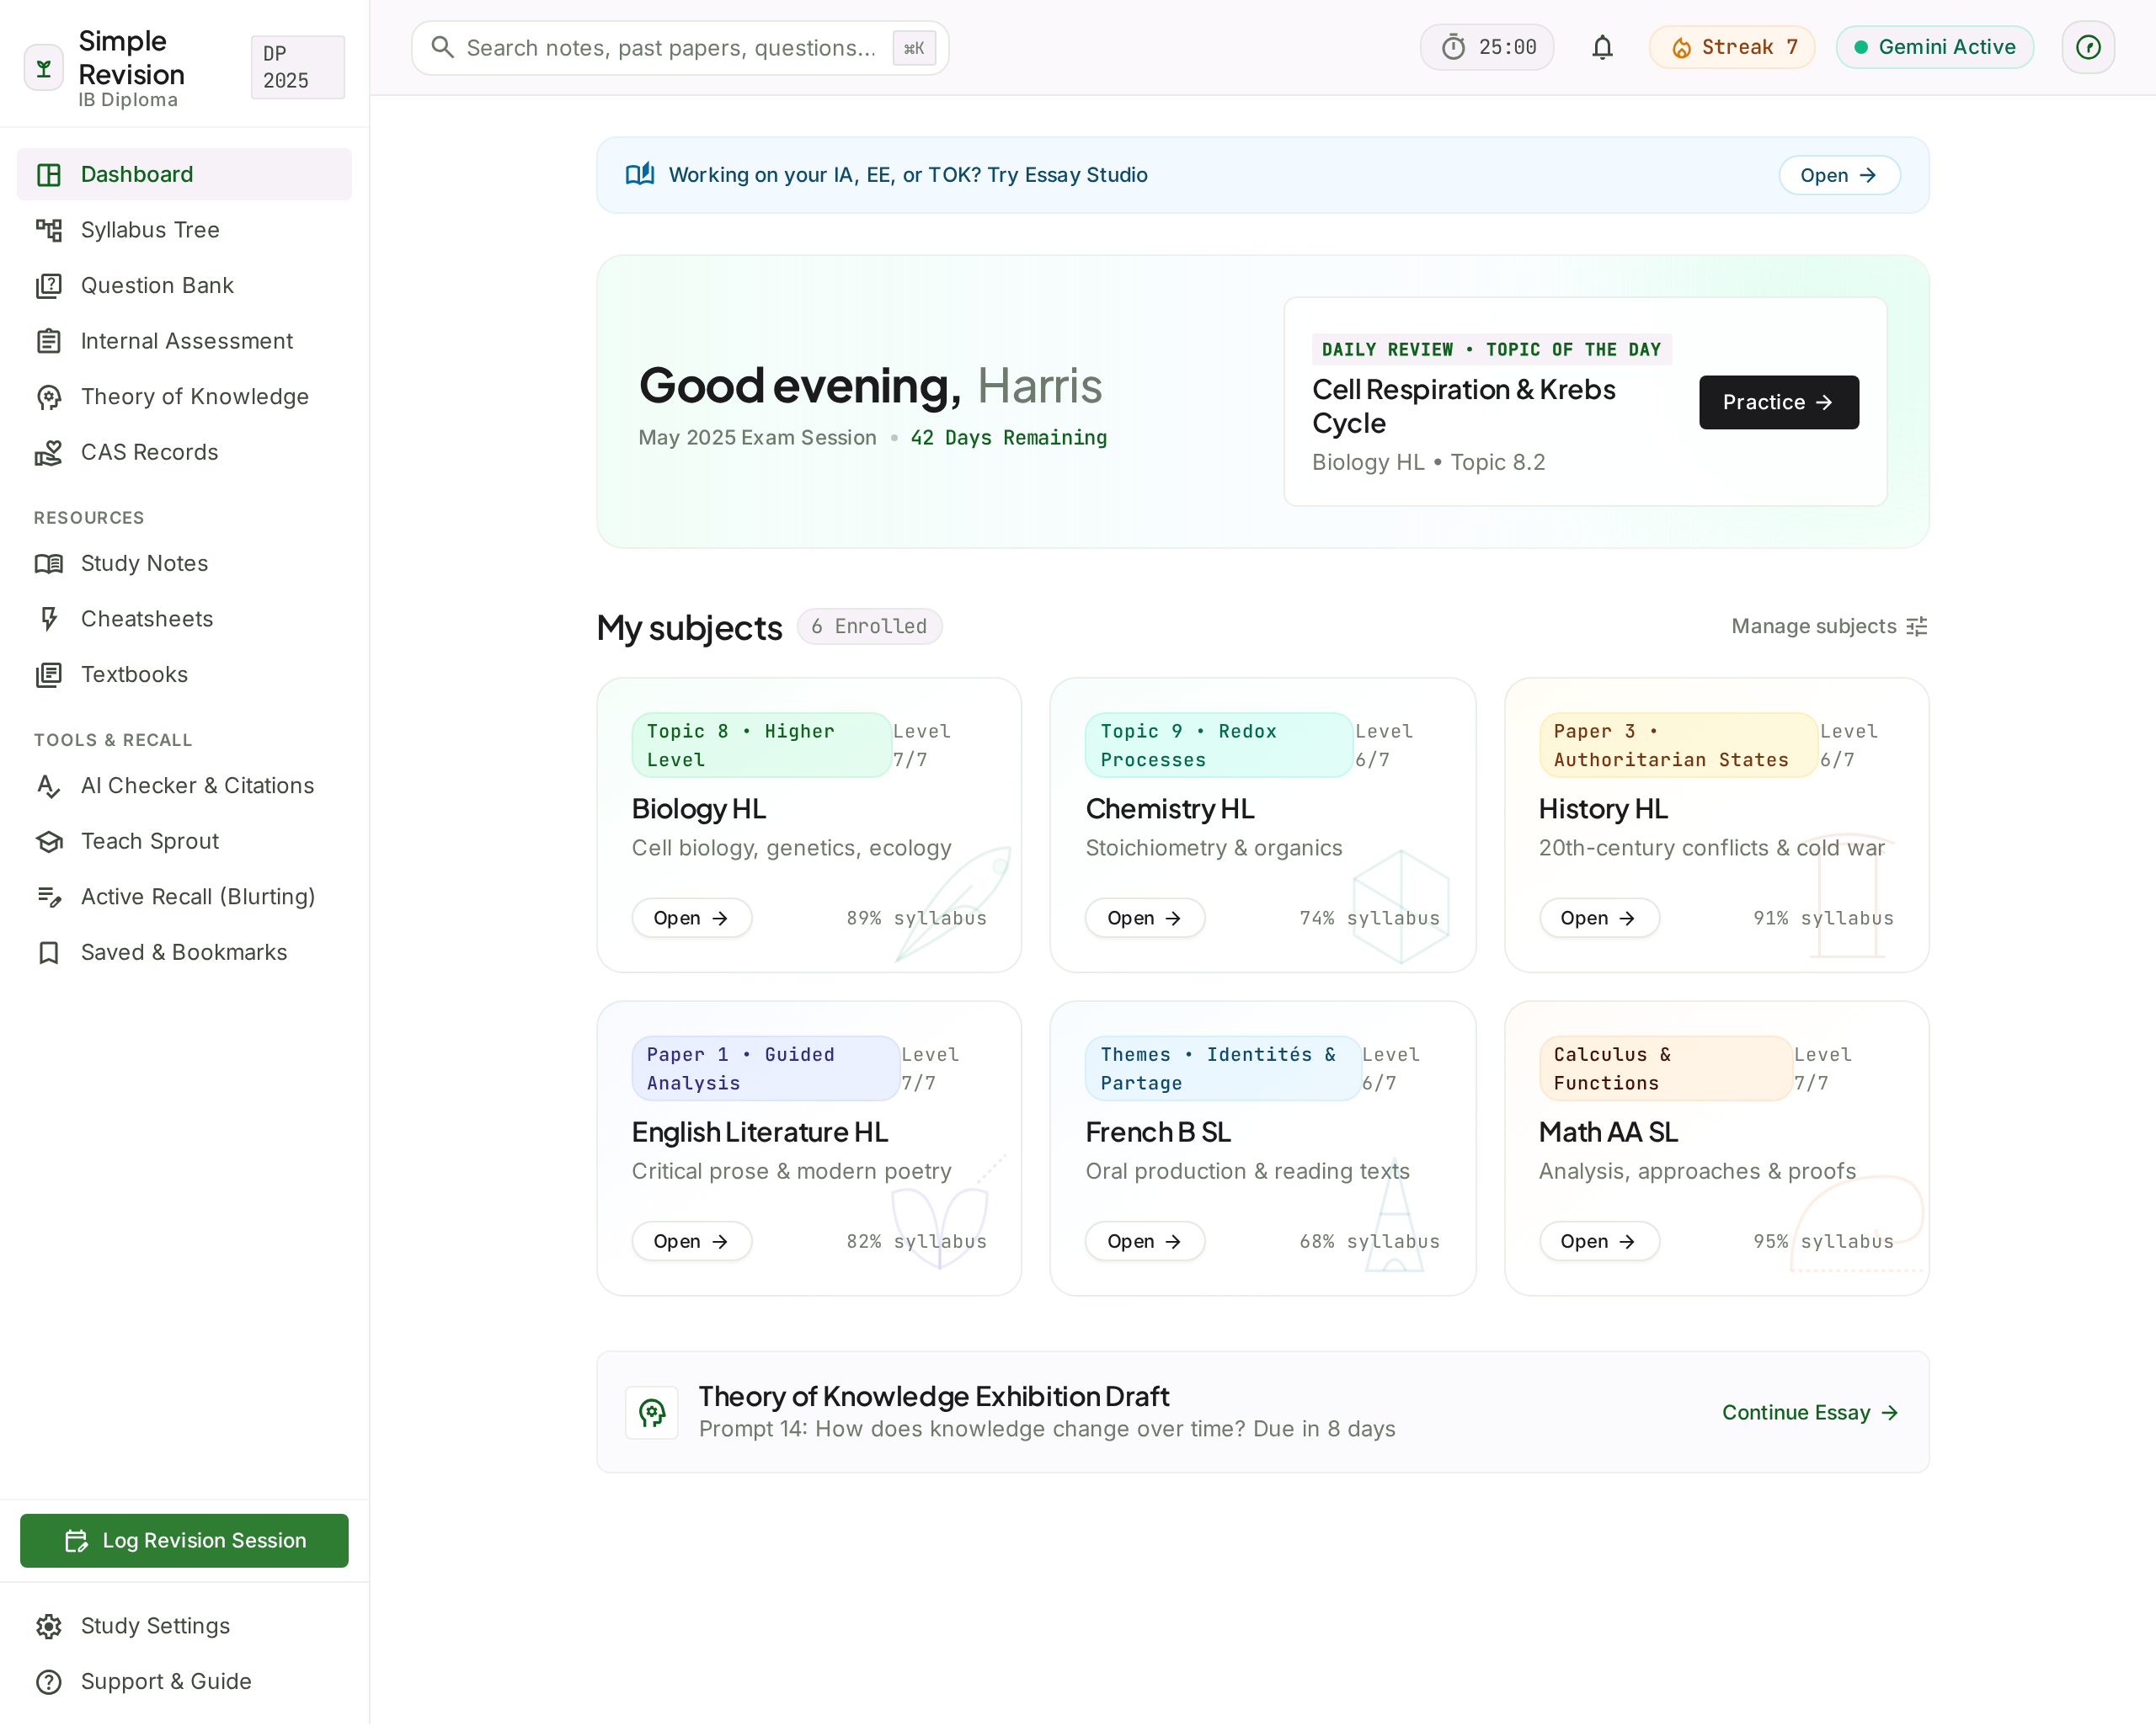 Simple
Revision
IB Diploma
DP
2025
Dashboard
Syllabus Tree
Question Bank
Internal Assessment
Theory of Knowledge
CAS Records
RESOURCES
Study Notes
Cheatsheets
Textbooks
TOOLS & RECALL
AI Checker & Citations
Teach Sprout
Active Recall (Blurting)
Saved & Bookmarks
Log Revision Session
Study Settings
Support & Guide
Search notes, past papers, questions...
⌘K
25:00
Streak 7
Gemini Active
Working on your IA, EE, or TOK? Try Essay Studio
Open →
Good evening, Harris
May 2025 Exam Session • 42 Days Remaining
DAILY REVIEW • TOPIC OF THE DAY
Cell Respiration & Krebs
Cycle
Biology HL • Topic 8.2
Practice →
My subjects
6 Enrolled
Manage subjects
Topic 8 • Higher
Level
Level
7/7
Biology HL
Cell biology, genetics, ecology
Open →
89% syllabus
Topic 9 • Redox
Processes
Level
6/7
Chemistry HL
Stoichiometry & organics
Open →
74% syllabus
Paper 3 •
Authoritarian States
Level
6/7
History HL
20th-century conflicts & cold war
Open →
91% syllabus
Paper 1 • Guided
Analysis
Level
7/7
English Literature HL
Critical prose & modern poetry
Open →
82% syllabus
Themes • Identités &
Partage
Level
6/7
French B SL
Oral production & reading texts
Open →
68% syllabus
Calculus &
Functions
Level
7/7
Math AA SL
Analysis, approaches & proofs
Open →
95% syllabus
Theory of Knowledge Exhibition Draft
Prompt 14: How does knowledge change over time? Due in 8 days
Continue Essay →